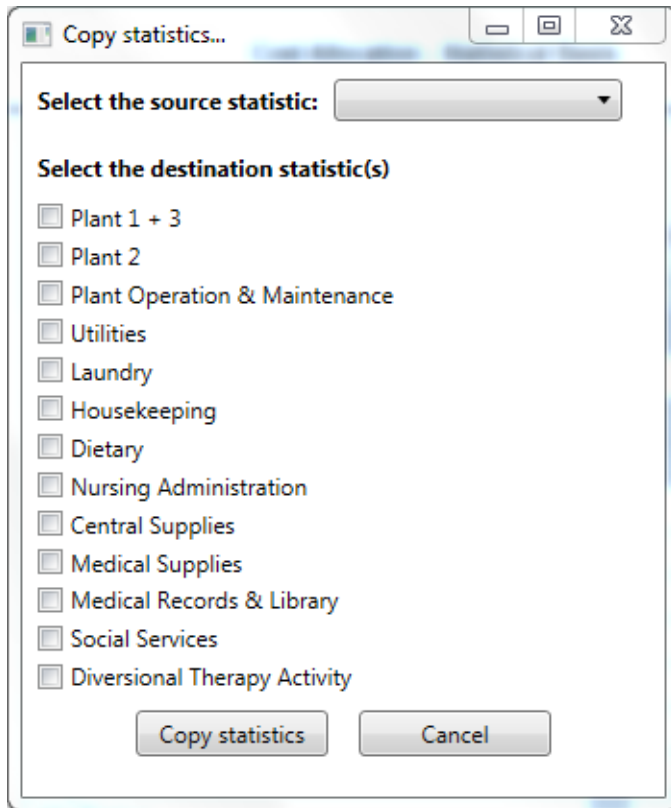 Copy statistics...
Select the source statistic:
Select the destination statistic(s)
Plant 1 + 3
Plant 2
Plant Operation & Maintenance
Utilities
Laundry
Housekeeping
Dietary
Nursing Administration
Central Supplies
Medical Supplies
Medical Records & Library
Social Services
Diversional Therapy Activity
Copy statistics Cancel